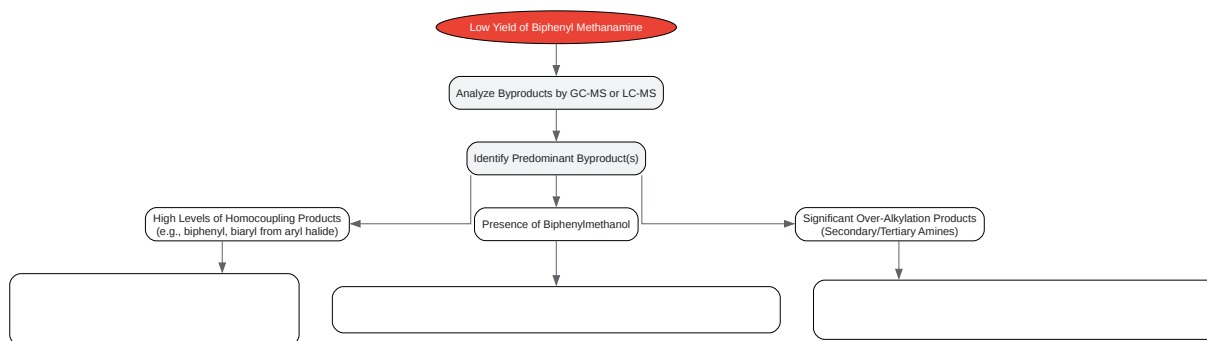 Low Yield of Biphenyl Methanamine
Analyze Byproducts by GC-MS or LC-MS
Identify Predominant Byproduct(s)
High Levels of Homocoupling Products
(e.g., biphenyl, biaryl from aryl halide)
Presence of Biphenylmethanol
Significant Over-Alkylation Products
(Secondary/Tertiary Amines)